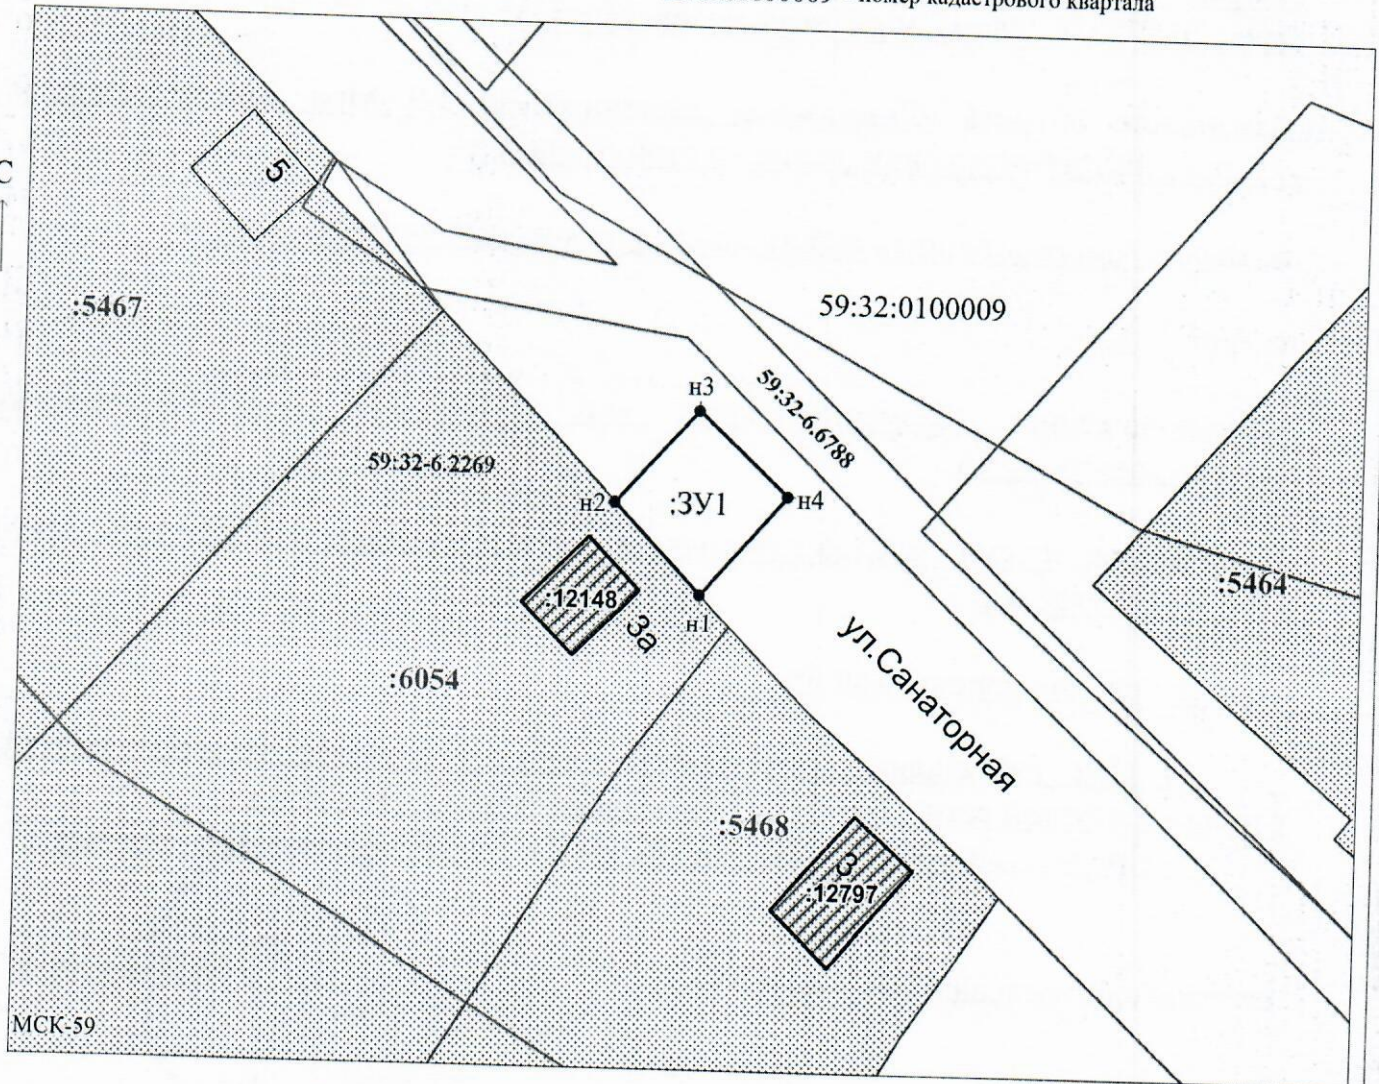 номер кадастрового квартала
С
5
:5467
59:32:0100009
н3
59:32-6.6788
59:32-6.2269
н2
:ЗУ1
н4
:5464
:12148
н1
3а
ул.Санаторная
:6054
:5468
3
:12797
МСК-59